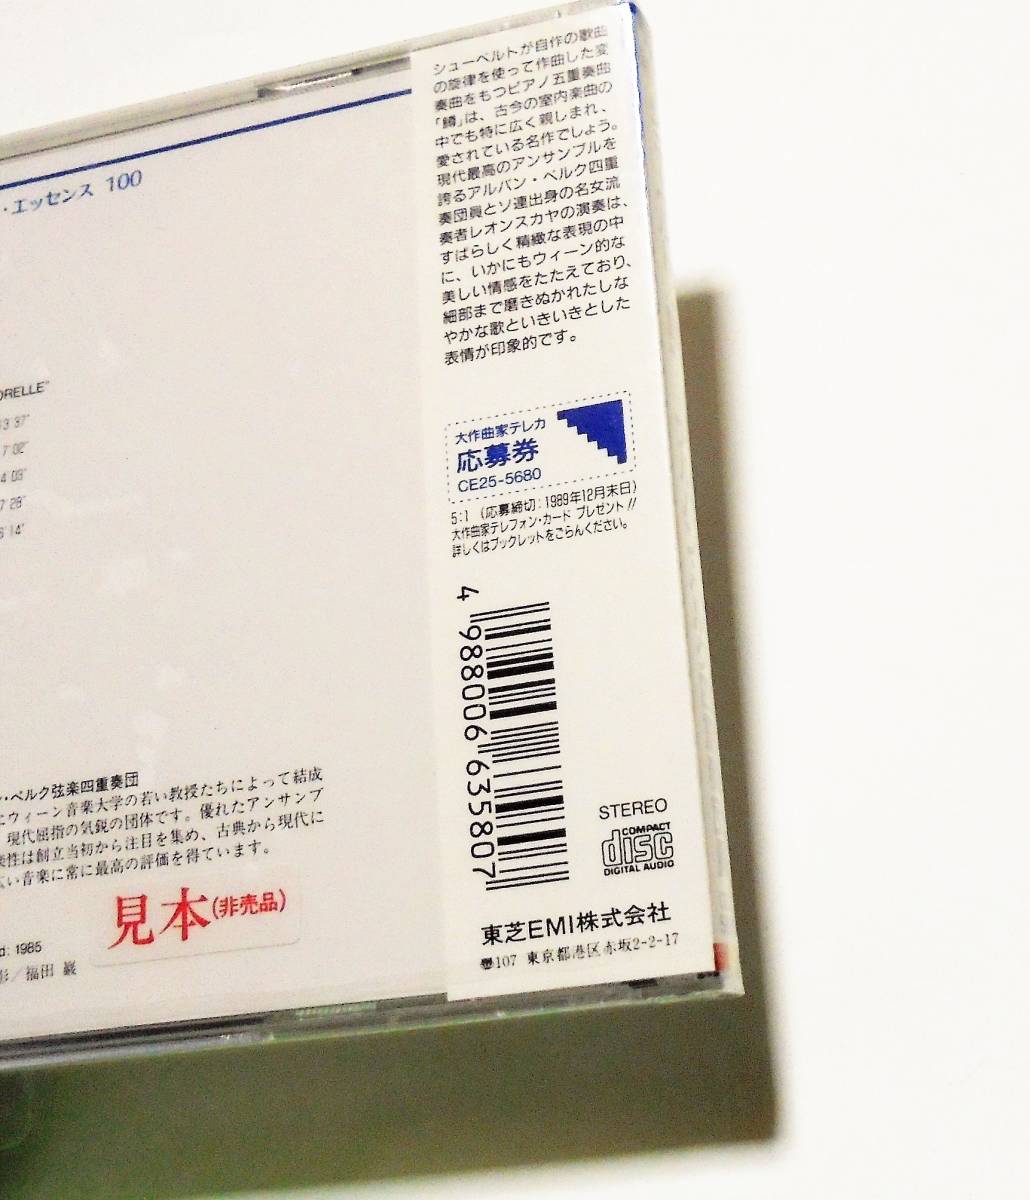 ・エッセンス 100
ORELLE"
13'37"
7'02"
4'03"
7'28"
6'14"
ン・ベルク弦楽四重奏団
にウィーン音楽大学の若い教授たちによって結成
現代屈指の気鋭の団体です。優れたアンサンブ
性は創立当初から注目を集め、古典から現代に
い音楽に常に最高の評価を得ています。
見本(非売品)
d: 1985
影／福田 巌
シューベルトが自作の歌曲
の旋律を使って作曲した変
奏曲をもつピアノ五重奏曲
「鱒」は、古今の室内楽曲の
中でも特に広く親しまれ、
愛されている名作でしょう。
現代最高のアンサンブルを
誇るアルバン・ベルク四重
奏団員とソ連出身の名女流
奏者レオンスカヤの演奏は、
すばらしく精緻な表現の中
に、いかにもウィーン的な
美しい情感をたたえており、
細部まで磨きぬかれたしな
やかな歌といきいきとした
表情が印象的です。
大作曲家テレカ
応募券
CE25-5680
5:1 (応募締切:1989年12月末日)
大作曲家テレフォン・カード プレゼント//
詳しくはブックレットをごらんください。
4 988006 635807
STEREO
COMPACT
disc
DIGITAL AUDIO
東芝EMI株式会社
〠107 東京都港区赤坂2-2-17